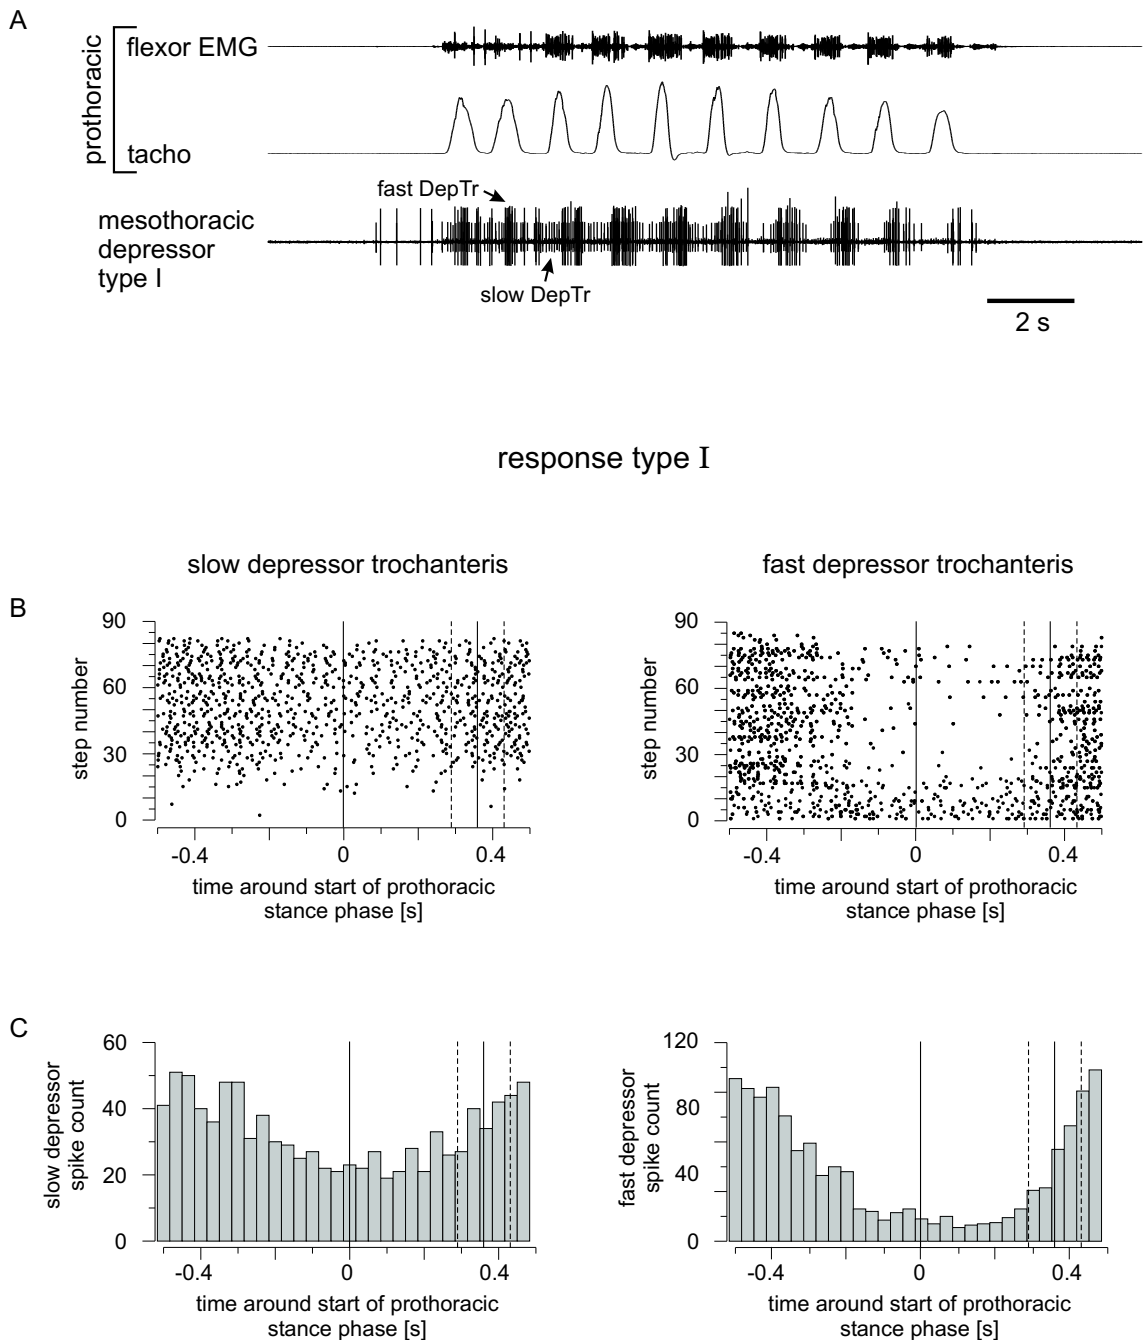 A
prothoracic
flexor EMG
tacho
fast DepTr
mesothoracic
depressor
type I
slow DepTr
2 s
response type I
slow depressor trochanteris
fast depressor trochanteris
B
step number
90
60
30
0
-0.4
0
0.4
time around start of prothoracic
stance phase [s]
step number
90
60
30
0
-0.4
0
0.4
time around start of prothoracic
stance phase [s]
C
slow depressor
spike count
60
40
20
0
-0.4
0
0.4
time around start of prothoracic
stance phase [s]
fast depressor
spike count
120
80
40
0
-0.4
0
0.4
time around start of prothoracic
stance phase [s]